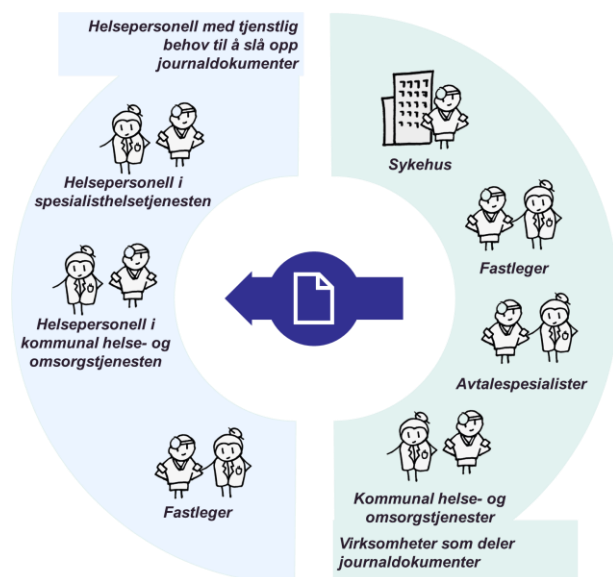 Helsepersonell med tjenstlig
behov til å slå opp
journaldokumenter
Helsepersonell i
spesialisthelsetjenesten
Helsepersonell i
kommunal helse- og
omsorgstjenesten
Fastleger
Sykehus
Fastleger
Avtalespesialister
Kommunal helse- og
omsorgstjenester
Virksomheter som deler
journaldokumenter